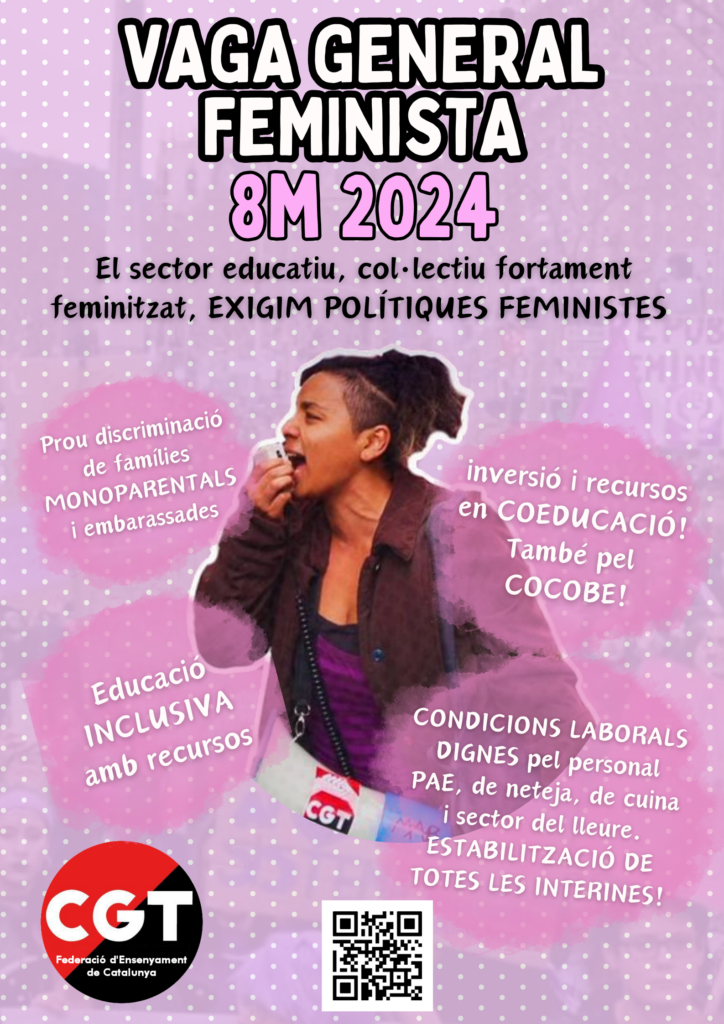 VAGA GENERAL
FEMINISTA
8M 2024
El sector educatiu, col·lectiu fortament
feminitzat, EXIGIM POLÍTIQUES FEMINISTES
Prou discriminació
de famílies
MONOPARENTALS
i embarassades
inversió i recursos
en COEDUCACIÓ!
També pel
COCOBE!
Educació
INCLUSIVA
amb recursos
CONDICIONS LABORALS
DIGNES pel personal
PAE, de neteja, de cuina
i sector del lleure.
ESTABILITZACIÓ DE
TOTES LES INTERINES!
CGT
CGT
Federació d'Ensenyament
de Catalunya